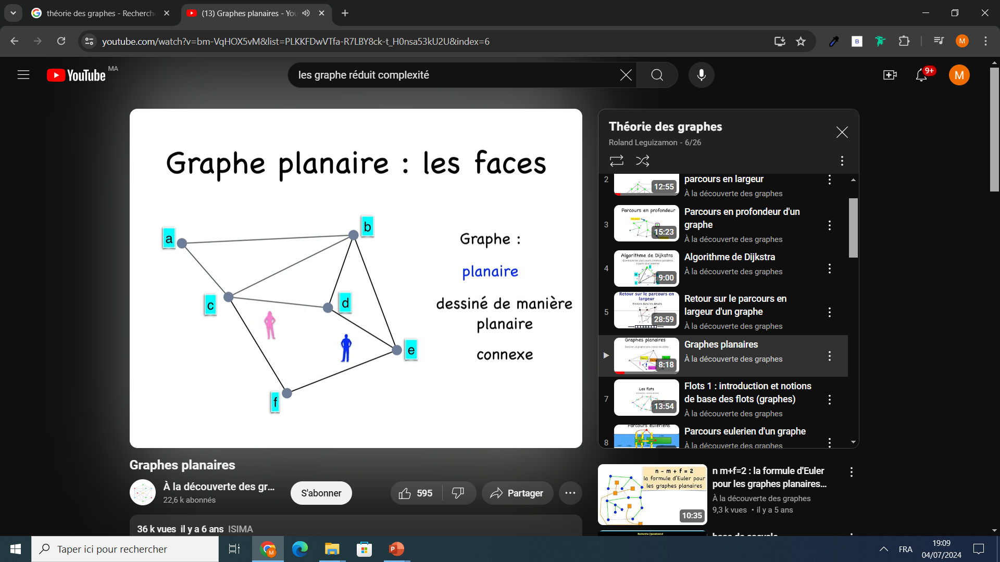 théorie des graphes - Recherch
(13) Graphes planaires - You
youtube.com/watch?v=bm-VqHOX5vM&list=PLKKFDwVTfa-R7LBY8ck-t_H0nsa53kU2U&index=6
B
M
YouTube MA
les graphe réduit complexité
9+
M
Graphe planaire : les faces
a
b
c
d
e
f
Graphe :
planaire
dessiné de manière
planaire
connexe
Théorie des graphes
Roland Leguizamon - 6/26
2
12:55
parcours en largeur
À la découverte des graphes
3
Parcours en profondeur
15:23
Parcours en profondeur d'un
graphe
À la découverte des graphes
4
Algorithme de Dijkstra
9:00
Algorithme de Dijkstra
À la découverte des graphes
5
Retour sur le parcours en
largeur
Entrons dans les détails
28:59
Retour sur le parcours en
largeur d'un graphe
À la découverte des graphes
Graphes planaires
8:18
Graphes planaires
À la découverte des graphes
7
Les flots
13:54
Flots 1 : introduction et notions
de base des flots (graphes)
À la découverte des graphes
8
Parcours eulériens
Parcours eulerien d'un graphe
À la découverte des graphes
Graphes planaires
À la découverte des gr...
22,6 k abonnés
S'abonner
595
Partager
36 k vues il y a 6 ans ISIMA
n - m + f = 2
la formule d'Euler pour
les graphes planaires
10:35
n m+f=2 : la formule d'Euler
pour les graphes planaires...
À la découverte des graphes
9,3 k vues • il y a 5 ans
Recherche Operationnel
Taper ici pour rechercher
M
P
FRA
19:09
04/07/2024